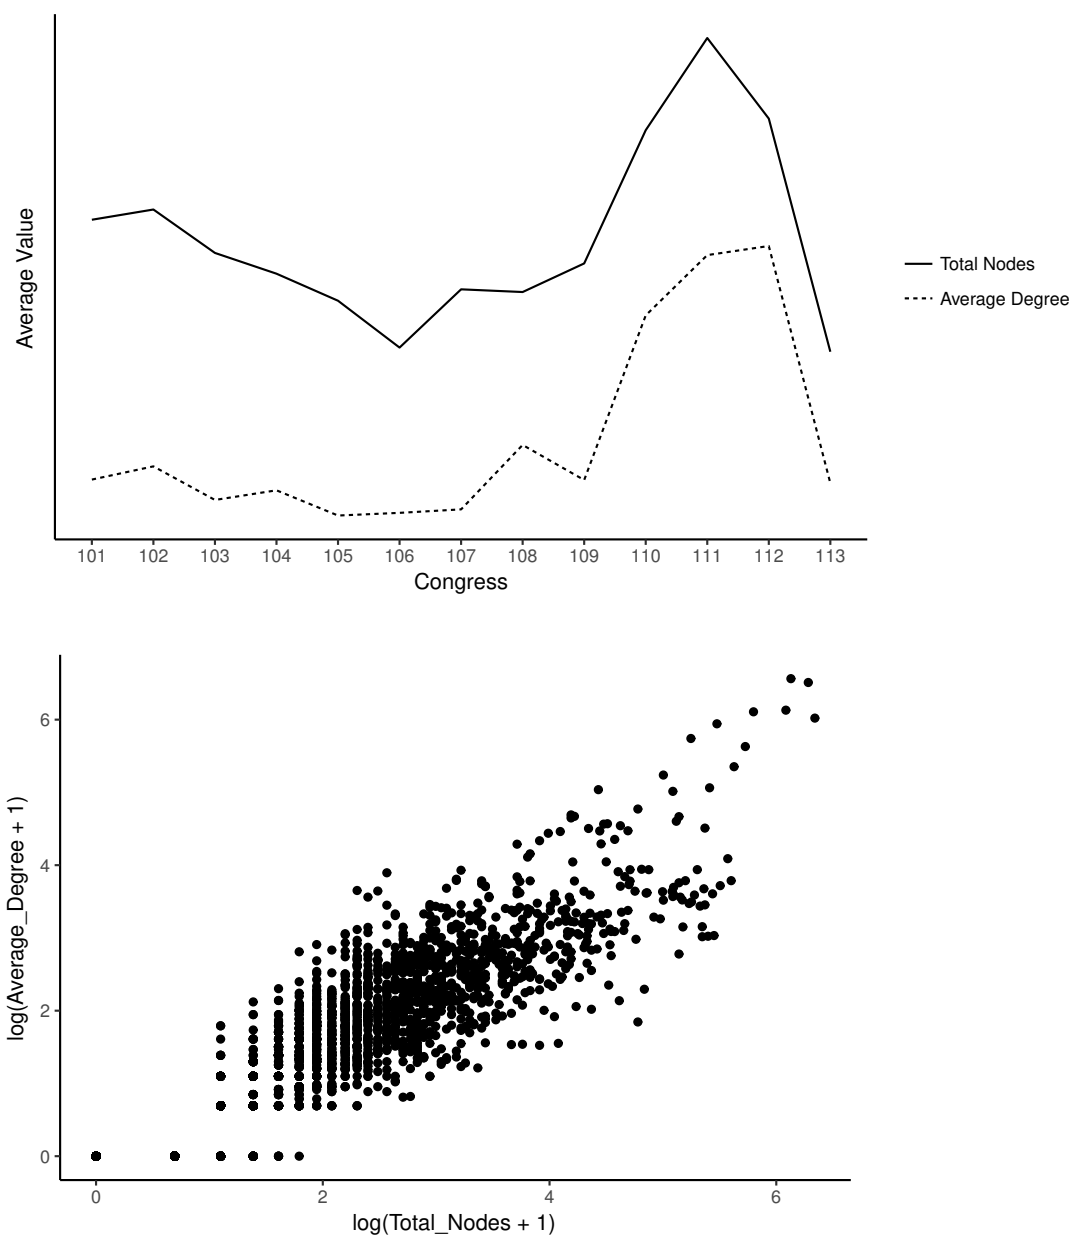 Average Value
Total Nodes
Average Degree
101 102 103 104 105 106 107 108 109 110 111 112 113
Congress
6
4
2
0
log(Average_Degree + 1)
0 2 4 6
log(Total_Nodes + 1)